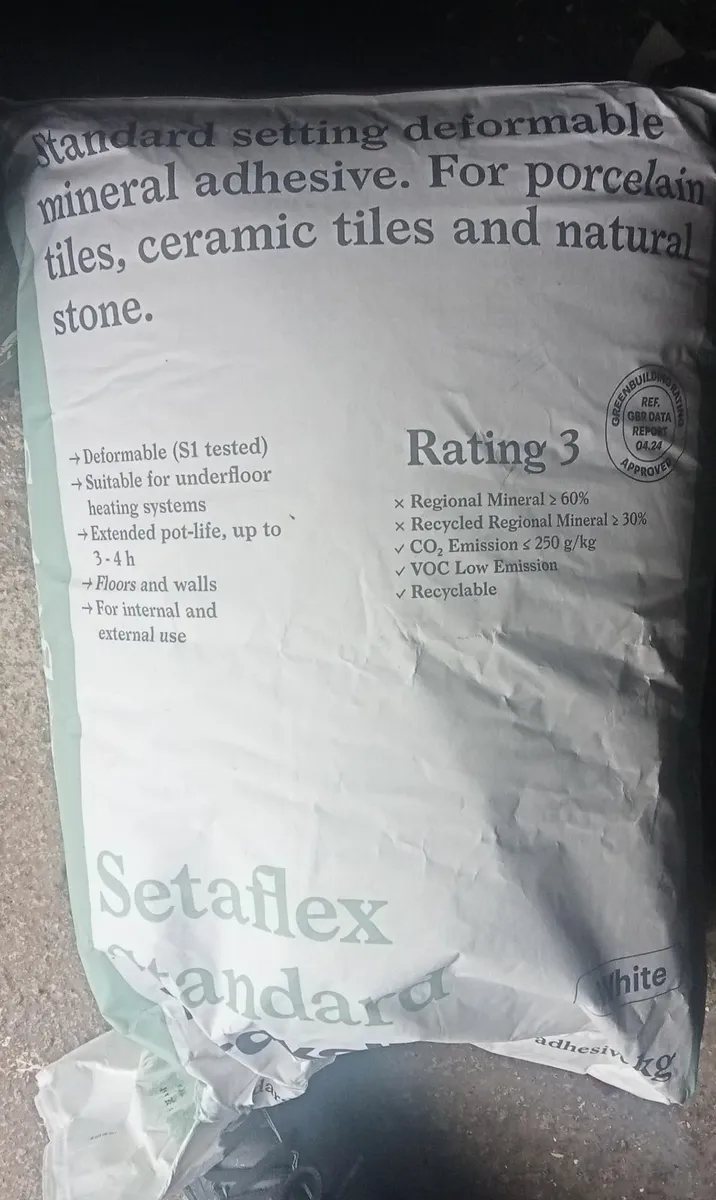 Standard setting deformable
mineral adhesive. For porcelain
tiles, ceramic tiles and natural
stone.
→ Deformable (S1 tested)
→ Suitable for underfloor
heating systems
→ Extended pot-life, up to
3 - 4 h
→ Floors and walls
→ For internal and
external use
GREENBUILDING RATING
REF.
GBR DATA
REPORT
04.24
APPROVED
Rating 3
× Regional Mineral ≥ 60%
× Recycled Regional Mineral ≥ 30%
✓ CO₂ Emission ≤ 250 g/kg
✓ VOC Low Emission
✓ Recyclable
Setaflex
Standard
White
adhesive
kg